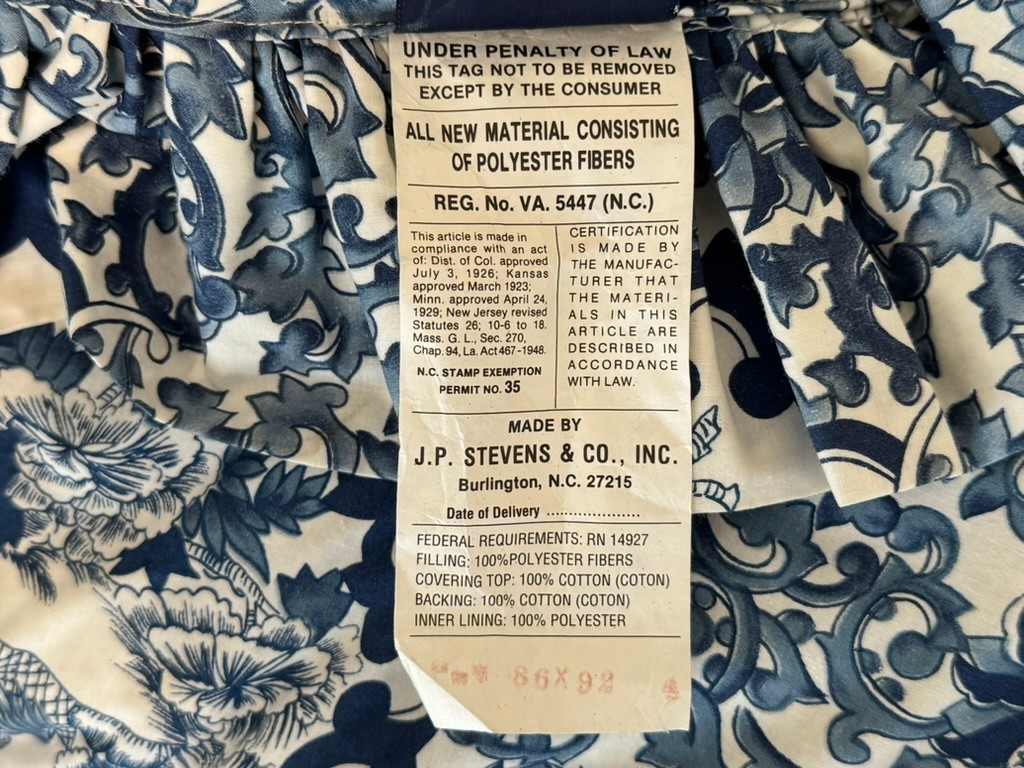 UNDER PENALTY OF LAW
THIS TAG NOT TO BE REMOVED
EXCEPT BY THE CONSUMER
ALL NEW MATERIAL CONSISTING
OF POLYESTER FIBERS
REG. No. VA. 5447 (N.C.)
This article is made in
compliance with an act
of: Dist. of Col. approved
July 3, 1926; Kansas
approved March 1923;
Minn. approved April 24,
1929; New Jersey revised
Statutes 26; 10-6 to 18.
Mass. G. L., Sec. 270,
Chap. 94, La. Act 467-1948.
N.C. STAMP EXEMPTION
PERMIT NO. 35
CERTIFICATION
IS MADE BY
THE MANUFAC-
TURER THAT
THE MATERI-
ALS IN THIS
ARTICLE ARE
DESCRIBED IN
ACCORDANCE
WITH LAW.
MADE BY
J.P. STEVENS & CO., INC.
Burlington, N.C. 27215
Date of Delivery ....................
FEDERAL REQUIREMENTS: RN 14927
FILLING: 100% POLYESTER FIBERS
COVERING TOP: 100% COTTON (COTON)
BACKING: 100% COTTON (COTON)
INNER LINING: 100% POLYESTER
86X92